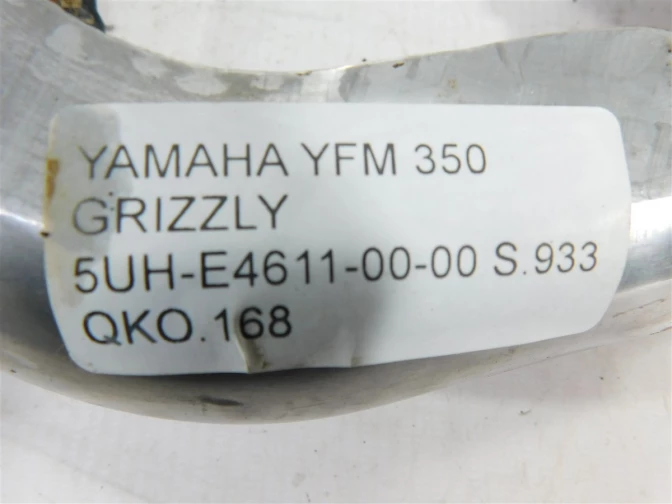 YAMAHA YFM 350
GRIZZLY
5UH-E4611-00-00 S.933
QKO.168